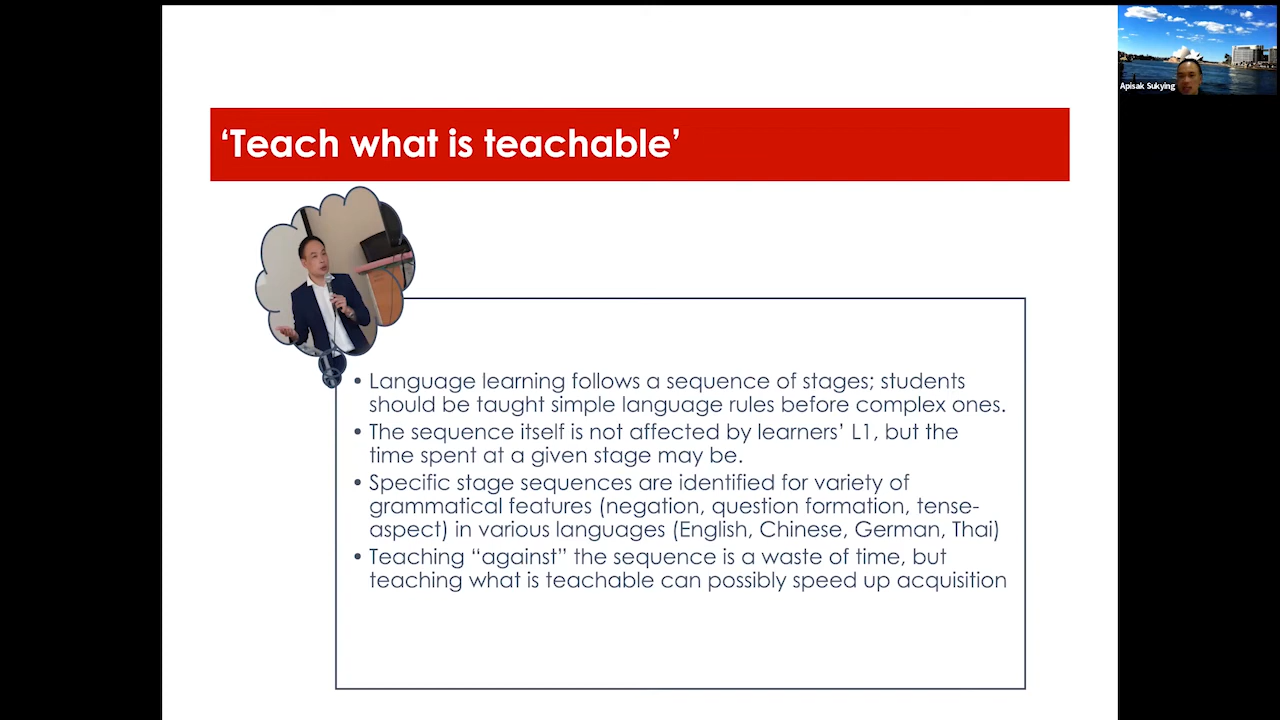 Apisak Sukying
‘Teach what is teachable’
• Language learning follows a sequence of stages; students
should be taught simple language rules before complex ones.
• The sequence itself is not affected by learners’ L1, but the
time spent at a given stage may be.
• Specific stage sequences are identified for variety of
grammatical features (negation, question formation, tense-
aspect) in various languages (English, Chinese, German, Thai)
• Teaching “against” the sequence is a waste of time, but
teaching what is teachable can possibly speed up acquisition